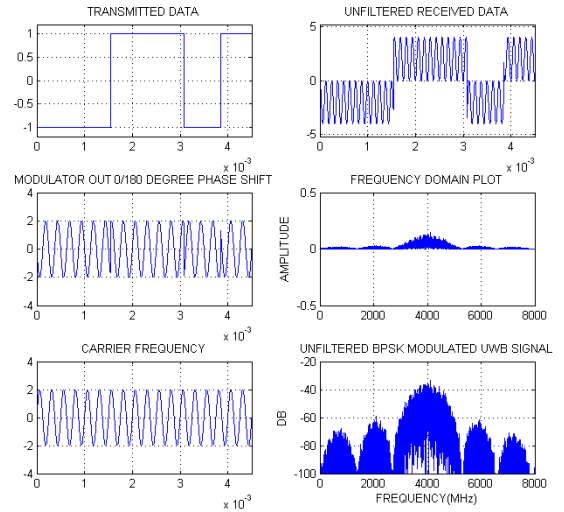 TRANSMITTED DATA
1
0.5
0
-0.5
-1
0 1 2 3 4
x 10⁻³
UNFILTERED RECEIVED DATA
5
0
-5
0 1 2 3 4
x 10⁻³
MODULATOR OUT 0/180 DEGREE PHASE SHIFT
4
2
0
-2
-4
0 1 2 3 4
x 10⁻³
FREQUENCY DOMAIN PLOT
AMPLITUDE
0.5
0
-0.5
0 2000 4000 6000 8000
CARRIER FREQUENCY
4
2
0
-2
-4
0 1 2 3 4
x 10⁻³
UNFILTERED BPSK MODULATED UWB SIGNAL
DB
-20
-40
-60
-80
-100
0 2000 4000 6000 8000
FREQUENCY(MHz)